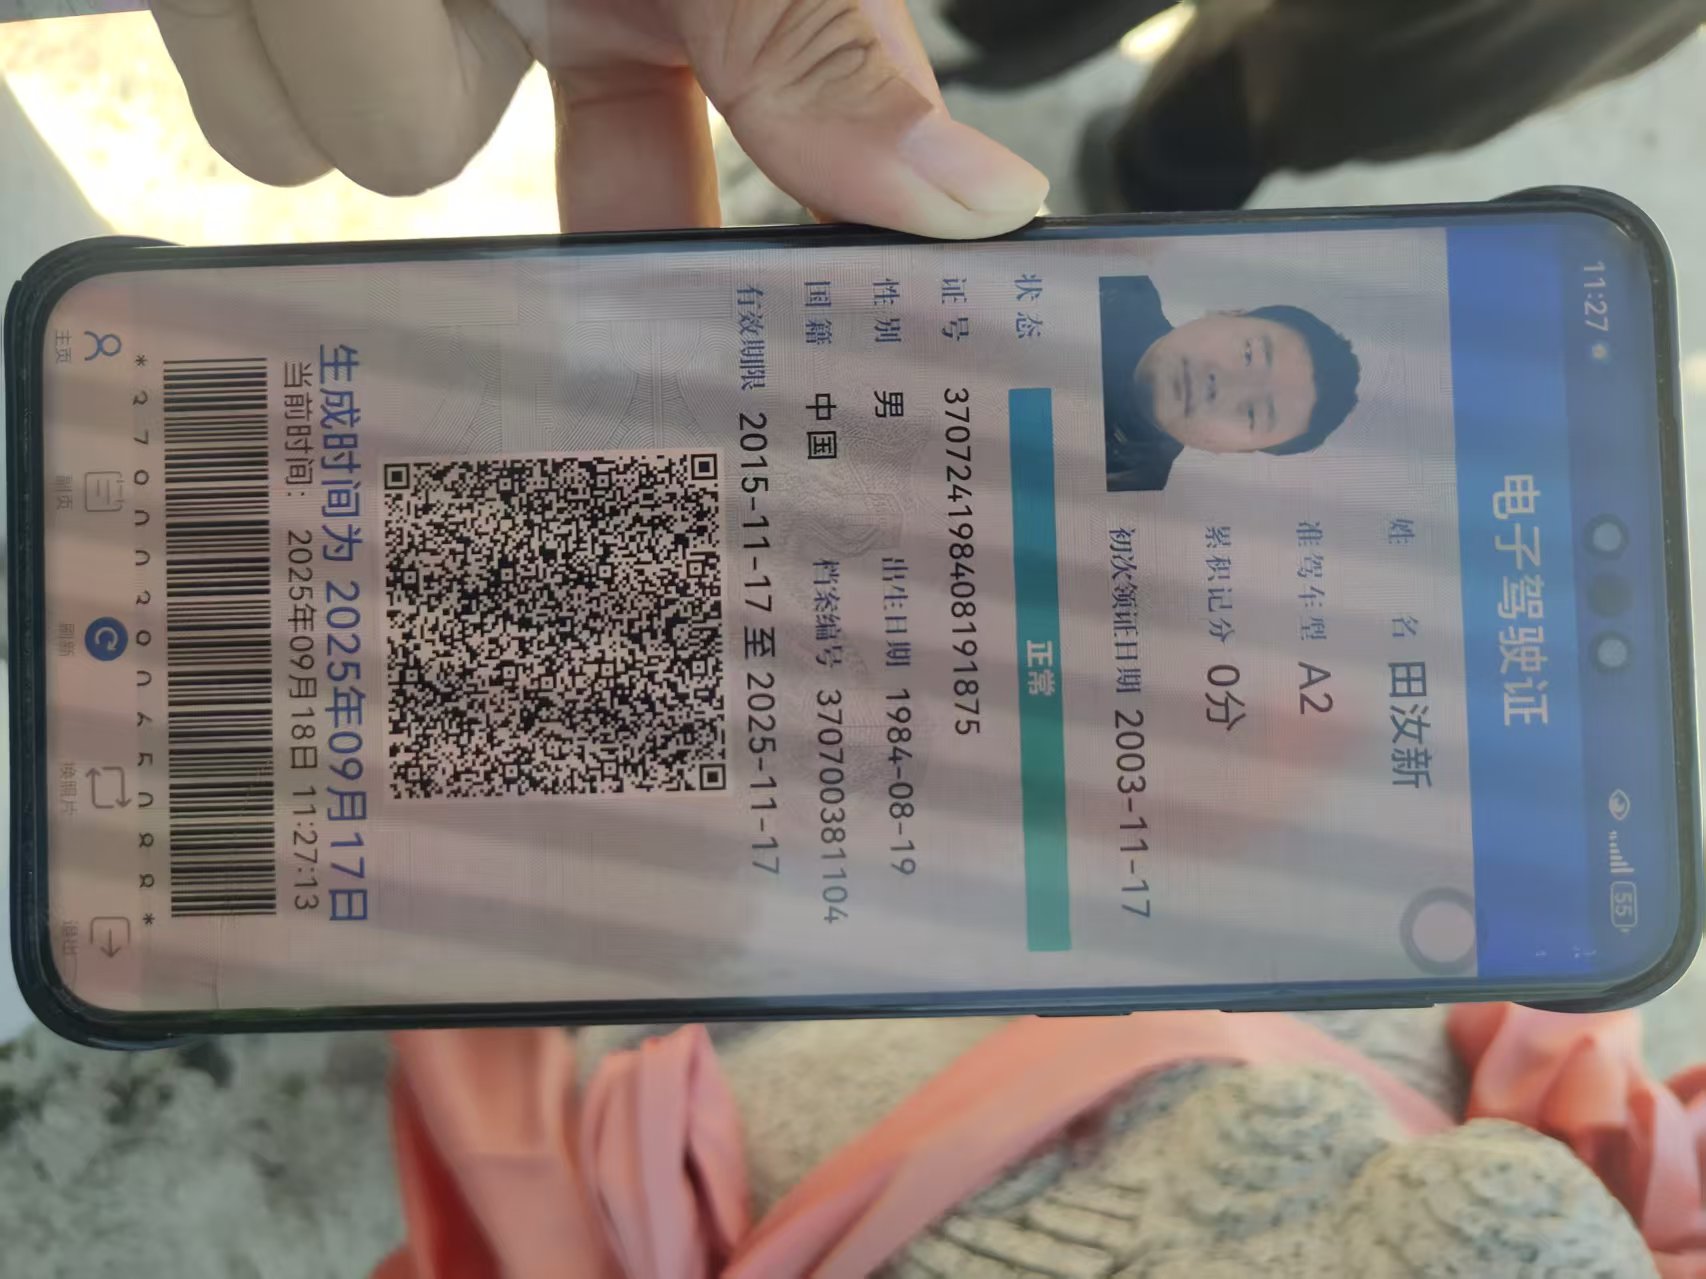 11:27
55
电子驾驶证
姓名 田汝新
准驾车型 A2
累积记分 0分
初次领证日期 2003-11-17
状态 正常
证号 370724198408191875
性别 男 出生日期 1984-08-19
国籍 中国 档案编号 370700381104
有效期限 2015-11-17 至 2025-11-17
生成时间为 2025年09月17日
当前时间： 2025年09月18日 11:27:13
主页 副页 刷新 换照片 退出